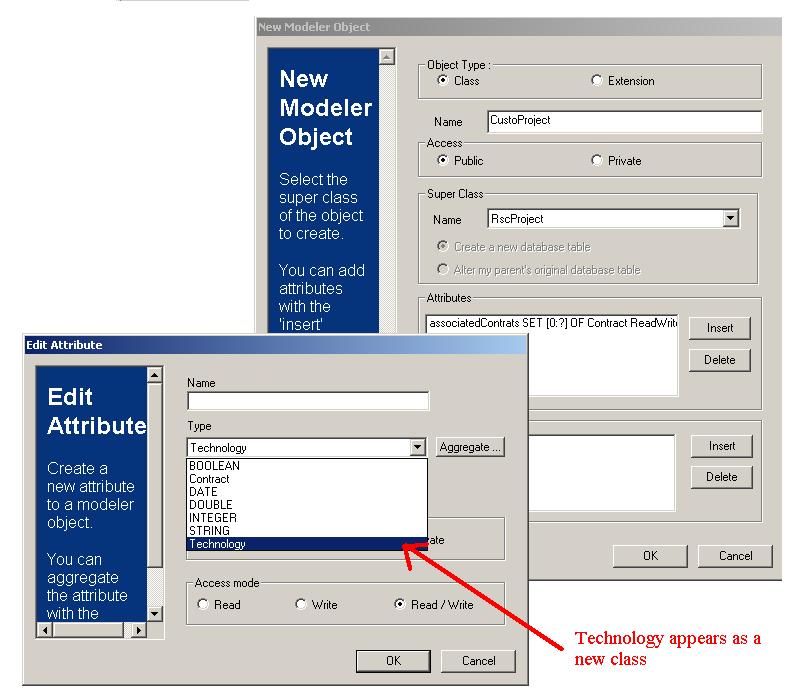 New Modeler Object
New
Modeler
Object
Select the
super class
of the object
to create.
You can add
attributes
with the
'insert'
Object Type :
Class
Extension
Name
CustoProject
Access
Public
Private
Super Class
Name
RscProject
Create a new database table
Alter my parent's original database table
Attributes
associatedContrats SET [0:?] OF Contract ReadWrite
Insert
Delete
Insert
Delete
OK
Cancel
Edit Attribute
Edit
Attribute
Create a
new attribute
to a modeler
object.
You can
aggregate
the attribute
with the
Name
Type
Technology
Aggregate ...
BOOLEAN
Contract
DATE
DOUBLE
INTEGER
STRING
Technology
Access mode
Read
Write
Read / Write
OK
Cancel
Technology appears as a
new class